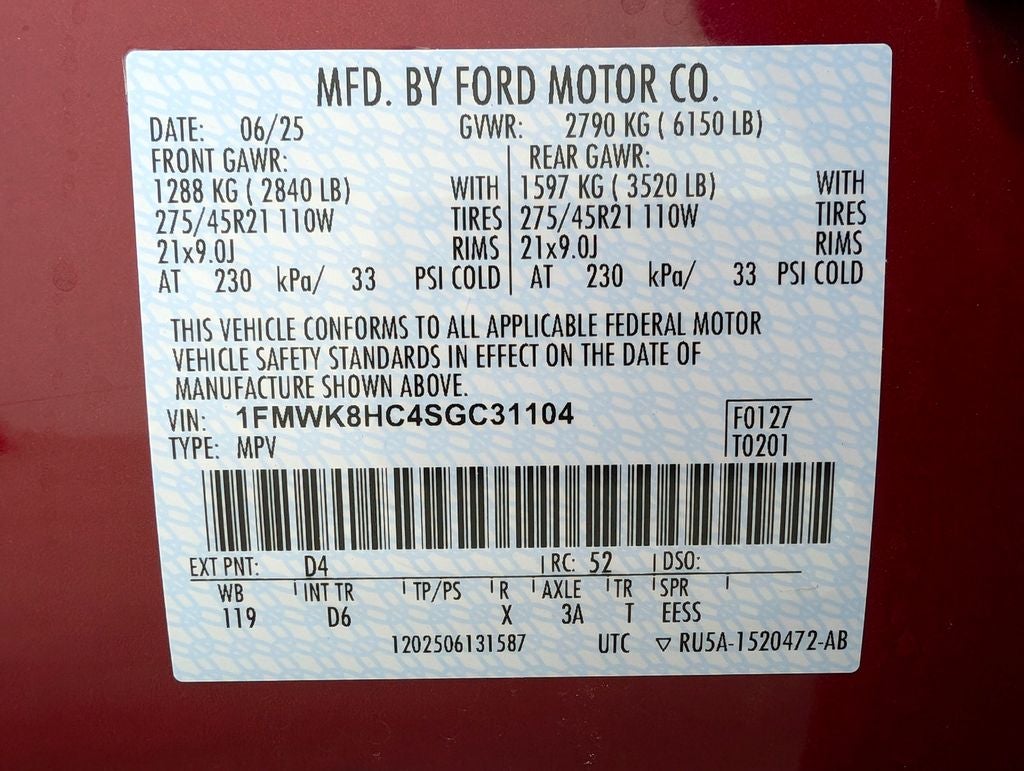 MFD. BY FORD MOTOR CO.
DATE: 06/25 GVWR: 2790 KG ( 6150 LB)
FRONT GAWR: REAR GAWR:
1288 KG ( 2840 LB) WITH 1597 KG ( 3520 LB) WITH
275/45R21 110W TIRES 275/45R21 110W TIRES
21x9.0J RIMS 21x9.0J RIMS
AT 230 kPa/ 33 PSI COLD AT 230 kPa/ 33 PSI COLD
THIS VEHICLE CONFORMS TO ALL APPLICABLE FEDERAL MOTOR
VEHICLE SAFETY STANDARDS IN EFFECT ON THE DATE OF
MANUFACTURE SHOWN ABOVE.
VIN: 1FMWK8HC4SGC31104 F0127
TYPE: MPV T0201
EXT PNT: D4 RC: 52 DSO:
WB INT TR TP/PS R AXLE TR SPR
119 D6 X 3A T EESS
1202506131587 UTC ▽ RU5A-1520472-AB